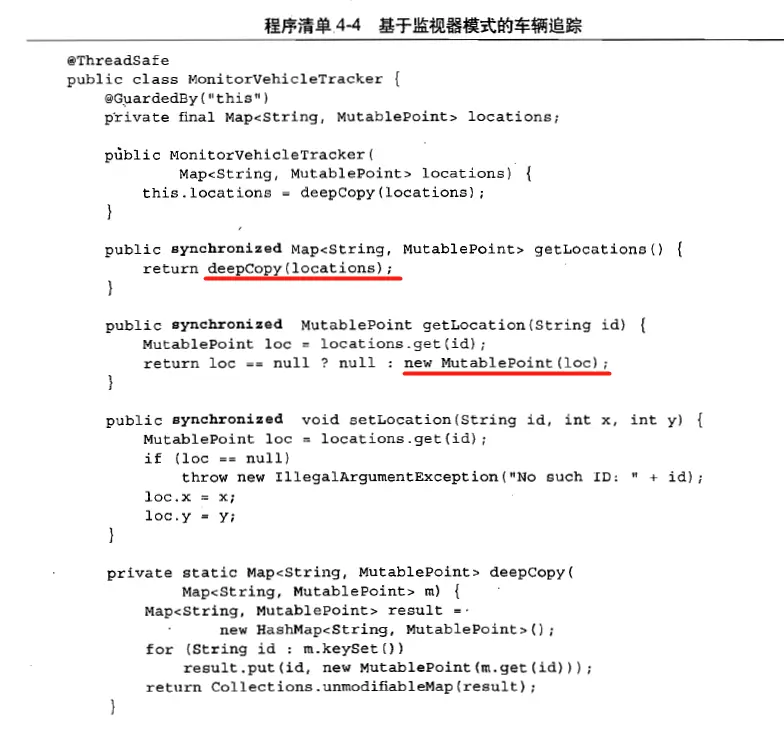 程序清单 4-4 基于监视器模式的车辆追踪
@ThreadSafe
public class MonitorVehicleTracker {
@GuardedBy("this")
private final Map<String, MutablePoint> locations;
public MonitorVehicleTracker(
Map<String, MutablePoint> locations) {
this.locations = deepCopy(locations);
}
public synchronized Map<String, MutablePoint> getLocations() {
return deepCopy(locations);
}
public synchronized MutablePoint getLocation(String id) {
MutablePoint loc = locations.get(id);
return loc == null ? null : new MutablePoint(loc);
}
public synchronized void setLocation(String id, int x, int y) {
MutablePoint loc = locations.get(id);
if (loc == null)
throw new IllegalArgumentException("No such ID: " + id);
loc.x = x;
loc.y = y;
}
private static Map<String, MutablePoint> deepCopy(
Map<String, MutablePoint> m) {
Map<String, MutablePoint> result =
new HashMap<String, MutablePoint>();
for (String id : m.keySet())
result.put(id, new MutablePoint(m.get(id)));
return Collections.unmodifiableMap(result);
}